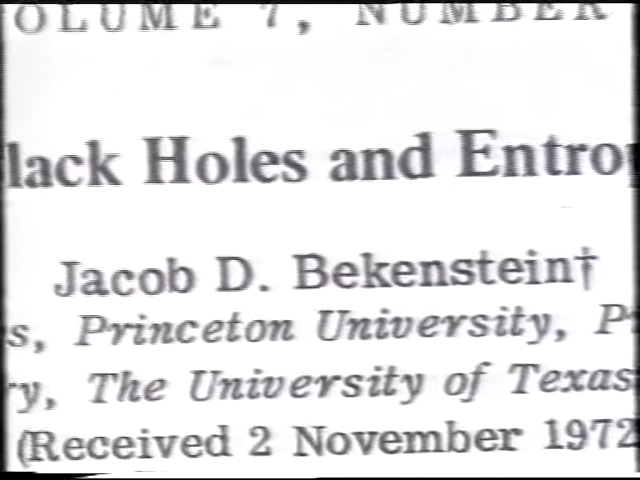 OLUME 7, NUMBER
lack Holes and Entro
Jacob D. Bekenstein†
s, Princeton University, P
y, The University of Texas
(Received 2 November 1972